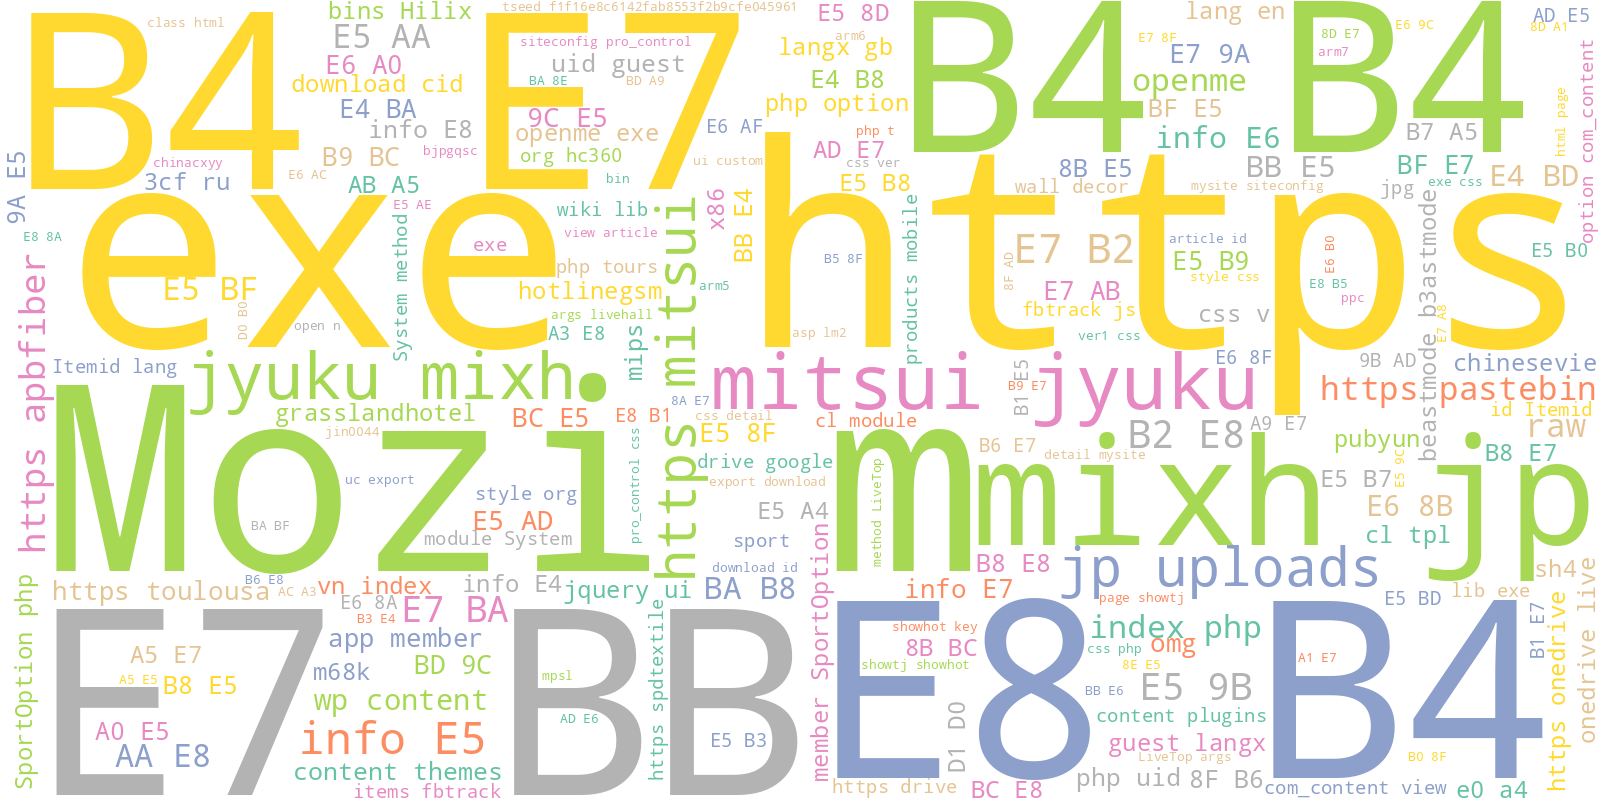 B4 E7
exe
https
B4 B4
Mozi
m
mixh jp
E7 BB
E8 B4
jyuku mixh
mitsui jyuku
https mitsui
jp uploads
info E5
https pastebin
https apbfiber
index php
class html
bins Hilix
tseed f1f16e8c6142fab8553f2b9cfe045961
E5 8D
lang en
E6 9C
AD E5
8D A1
E5 AA
siteconfig pro_control
arm6
langx gb
E7 8F
E7 9A
8D E7
arm7
E6 A0
uid guest
download cid
BA 8E
BD A9
E4 B8
openme
E4 BA
9C E5
php option
BF E5
info E8
openme exe
E6 AF
php t
info E6
B7 A5
html page
option com_content
B9 BC
bjpgqsc
org hc360
ui custom
AD E7
css ver
8B E5
BB E5
BF E7
9A E5
chinacxyy
3cf ru
E6 AC
AB A5
bin
E5 B8
wall decor
mysite siteconfig
jpg
exe css
E4 BD
E5 AE
wiki lib
x86
BB E4
products mobile
E8 8A
System method
exe
view article
B5 8F
E7 B2
article id
E5 B9
E6 B0
beastmode b3astmode
E5 B0
E5 BF
php tours
hotlinegsm
arm5
8F AD
E7 AB
style css
E8 B5
ppc
D0 B0
open n
args livehall
A3 E8
mips
asp lm2
fbtrack js
ver1 css
css v
E7 A8
Itemid lang
E6 8F
9B AD
chinesevie
B1 E5
B9 E7
8A E7
grasslandhotel
BC E5
E8 B1
css detail
cl module
id Itemid
raw
jin0044
E5 8F
B6 E7
B2 E8
A9 E7
pubyun
B8 E7
detail mysite
pro_control css
drive google
uc export
export download
method LiveTop
E5 B7
E5 9C
style org
E5 AD
BA BF
module System
E5 A4
E6 8B
cl tpl
sport
member SportOption
B8 E8
sh4
B6 E8
download id
https toulousa
AC A3
vn index
info E4
jquery ui
BA B8
info E7
page showtj
E5 BD
lib exe
SportOption php
E6 8A
B3 E4
E7 BA
https spdtextile
showhot key
omg
B1 E7
https onedrive
onedrive live
app member
8B BC
css php
A5 E7
m68k
BD 9C
showtj showhot
8E E5
A1 E7
A5 E5
B8 E5
wp content
mpsl
BB E6
E5 9B
AD E6
content plugins
A0 E5
E5 B3
D1 D0
guest langx
AA E8
LiveTop args
B0 8F
content themes
php uid
8F B6
items fbtrack
https drive
BC E8
com_content view
e0 a4